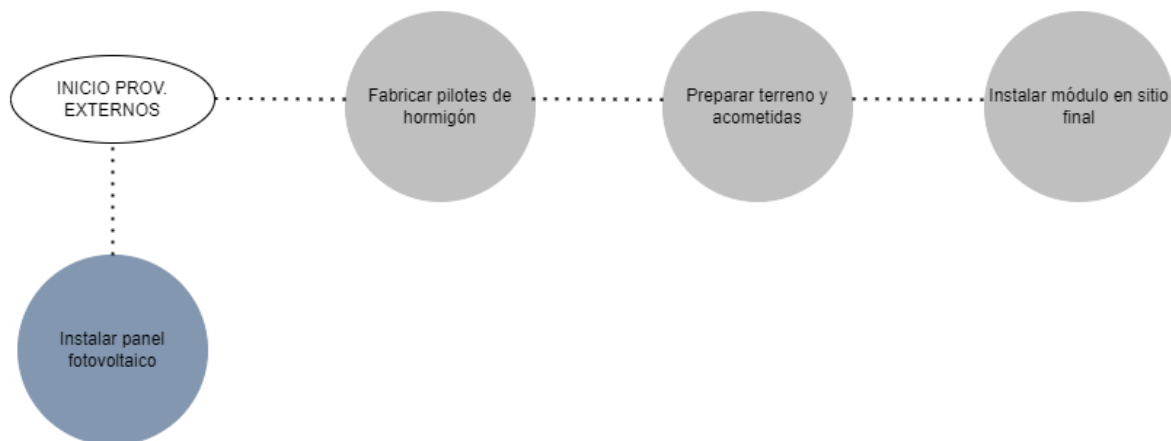 INICIO PROV.
EXTERNOS
Fabricar pilotes de
hormigón
Preparar terreno y
acometidas
Instalar módulo en sitio
final
Instalar panel
fotovoltaico